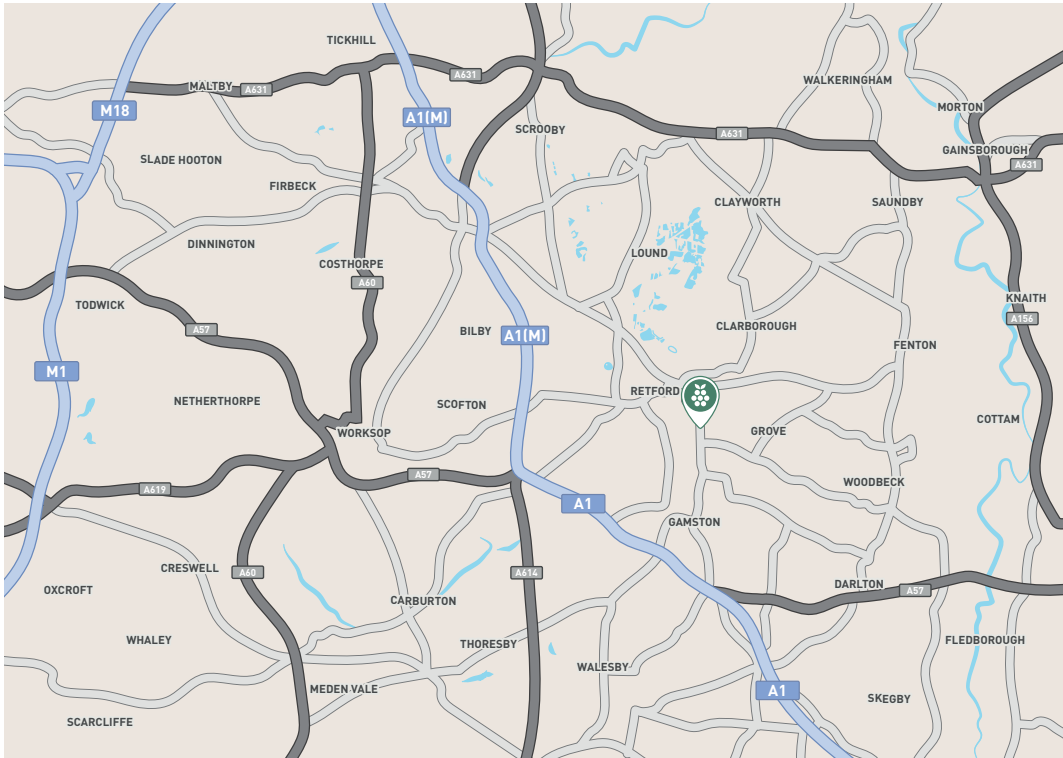 TICKHILL
A631
WALKERINGHAM
MALTBY
A631
M18
MORTON
A1(M)
SCROOBY
A631
GAINSBOROUGH
SLADE HOOTON
A631
FIRBECK
CLAYWORTH
SAUNDBY
DINNINGTON
LOUND
COSTHORPE
A60
KNAITH
TODWICK
A156
A57
BILBY
A1(M)
CLARBOROUGH
FENTON
M1
RETFORD
NETHERTHORPE
SCOFTON
COTTAM
WORKSOP
GROVE
A57
WOODBECK
A619
A1
GAMSTON
CRESWELL
A60
A614
DARLTON
OXCROFT
A57
CARBURTON
WHALEY
THORESBY
FLEDBOROUGH
WALESBY
MEDEN VALE
A1
SKEGBY
SCARCLIFFE